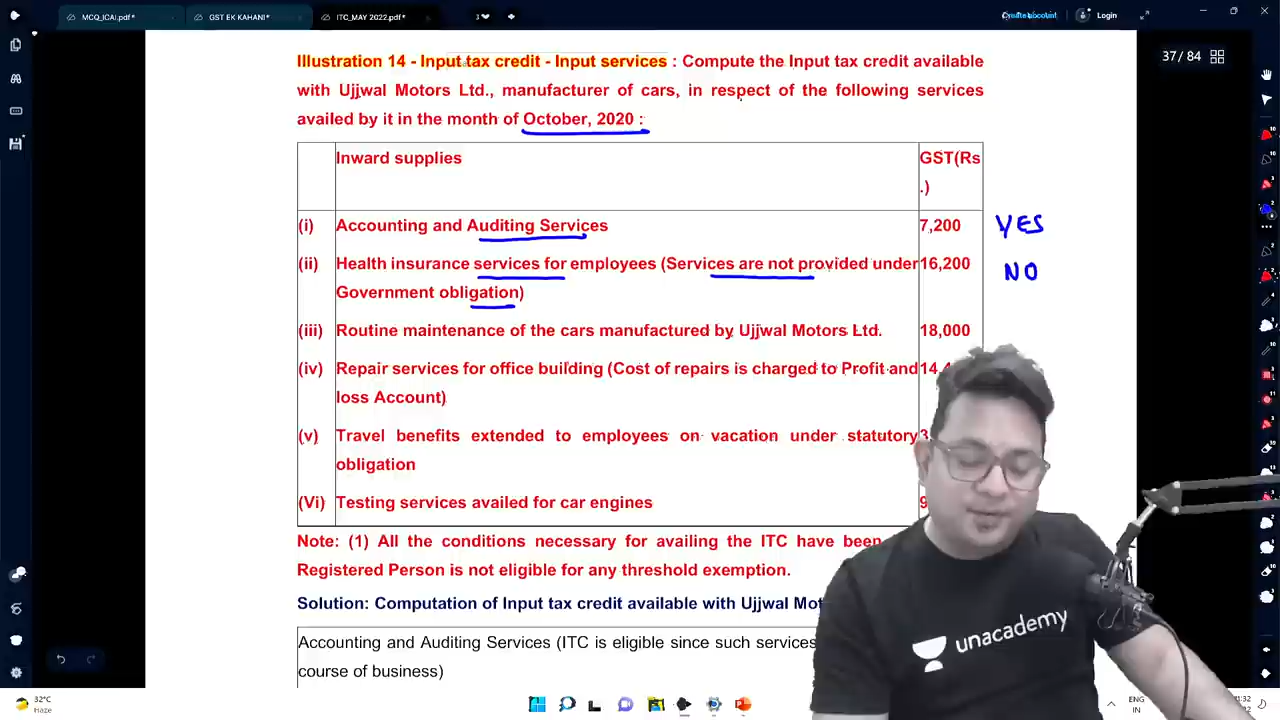 MCQ_ICAI.pdf*
GST EK KAHANI*
ITC_MAY 2022.pdf*
3
Create account
Login
37 / 84
Illustration 14 - Input tax credit - Input services : Compute the Input tax credit available
with Ujjwal Motors Ltd., manufacturer of cars, in respect of the following services
availed by it in the month of October, 2020 :
Inward supplies
GST(Rs
.)
(i) Accounting and Auditing Services 7,200 YES
(ii) Health insurance services for employees (Services are not provided under 16,200 NO
Government obligation)
(iii) Routine maintenance of the cars manufactured by Ujjwal Motors Ltd. 18,000
(iv) Repair services for office building (Cost of repairs is charged to Profit and
loss Account)
(v) Travel benefits extended to employees on vacation under statutory
obligation
(Vi) Testing services availed for car engines
Note: (1) All the conditions necessary for availing the ITC have been
Registered Person is not eligible for any threshold exemption.
Solution: Computation of Input tax credit available with Ujjwal
Accounting and Auditing Services (ITC is eligible since such services
course of business)
unacademy
32°C
Haze
ENG
IN